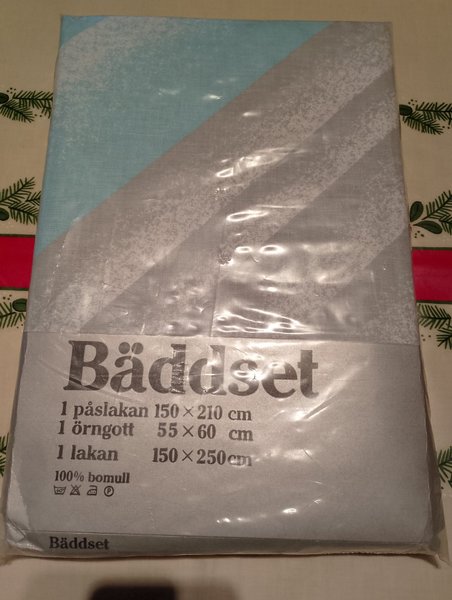 Bäddset
1 påslakan 150 × 210 cm
1 örngott 55 × 60 cm
1 lakan 150 × 250 cm
100% bomull
Bäddset